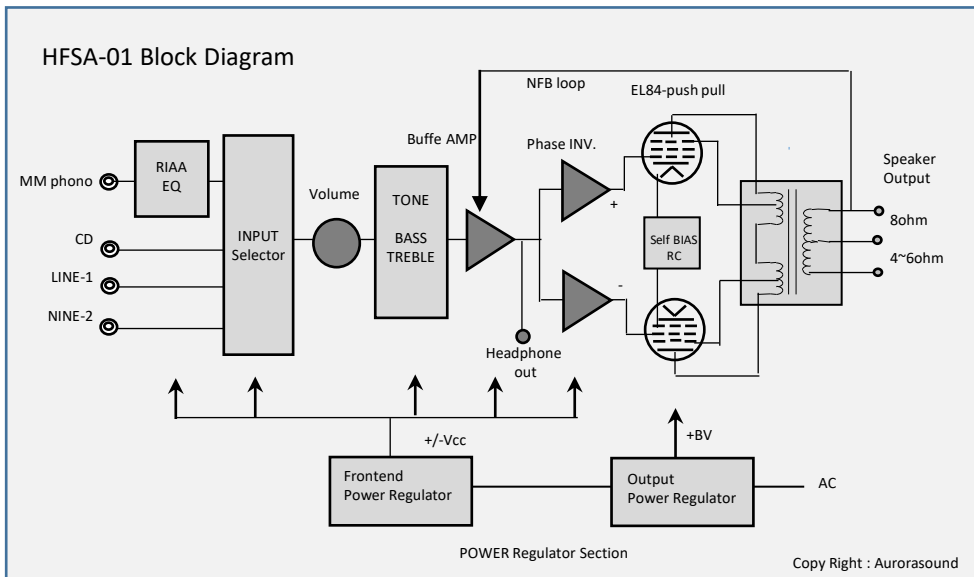 HFSA-01 Block Diagram
NFB loop
EL84-push pull
Buffe AMP
Phase INV.
MM phono
RIAA
EQ
Volume
TONE
BASS
TREBLE
Speaker
Output
CD
INPUT
Selector
+
Self BIAS
RC
8ohm
LINE-1
4~6ohm
NINE-2
-
Headphone
out
+/-Vcc
+BV
Frontend
Power Regulator
Output
Power Regulator
AC
POWER Regulator Section
Copy Right : Aurorasound